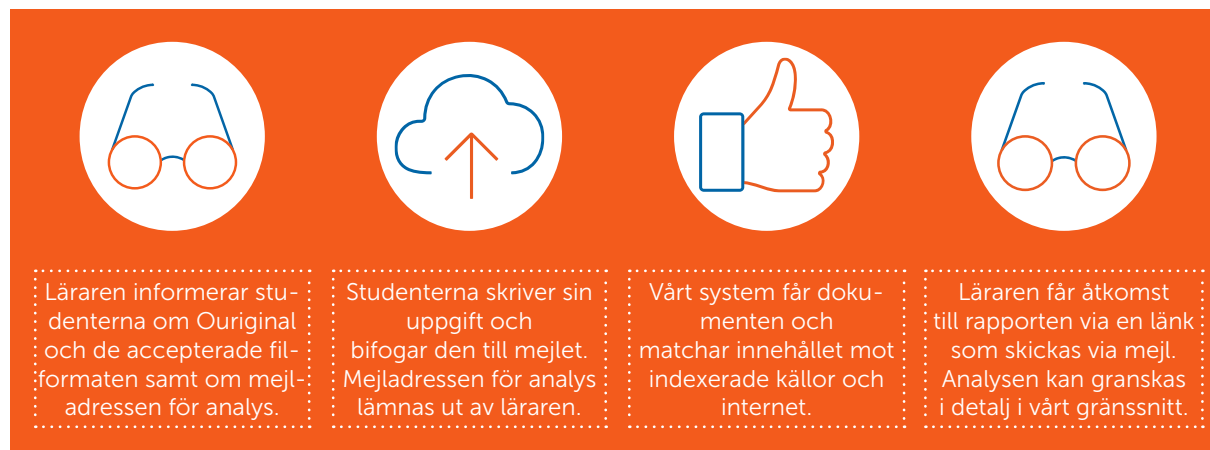 Läraren informerar stu-
denterna om Ouriginal
och de accepterade fil-
formaten samt om mejl-
adressen för analys.
Studenterna skriver sin
uppgift och
bifogar den till mejlet.
Mejladressen för analys
lämnas ut av läraren.
Vårt system får doku-
menten och
matchar innehållet mot
indexerade källor och
internet.
Läraren får åtkomst
till rapporten via en länk
som skickas via mejl.
Analysen kan granskas
i detalj i vårt gränssnitt.